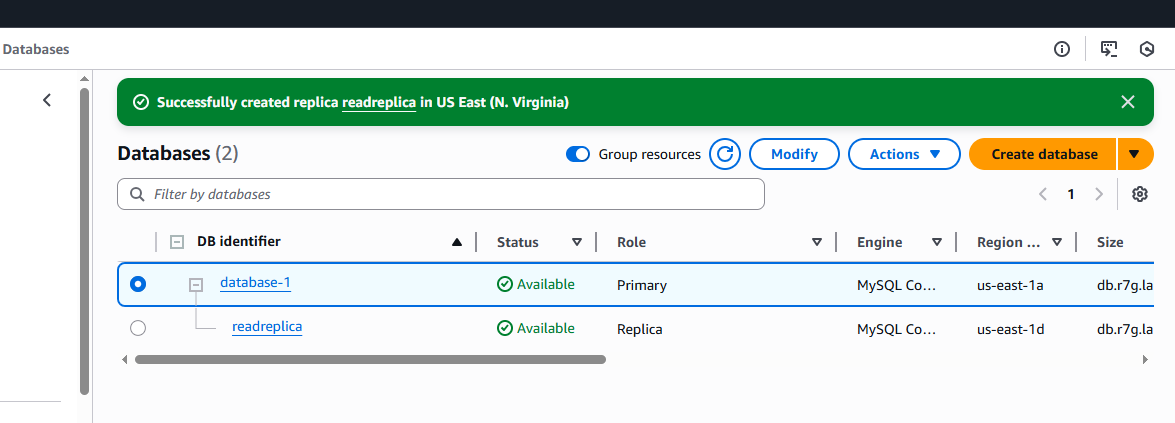 Databases
Successfully created replica readreplica in US East (N. Virginia)
Databases (2)
Group resources
Modify
Actions
Create database
Filter by databases
1
DB identifier Status Role Engine Region ... Size
database-1 Available Primary MySQL Co... us-east-1a db.r7g.la
readreplica Available Replica MySQL Co... us-east-1d db.r7g.la